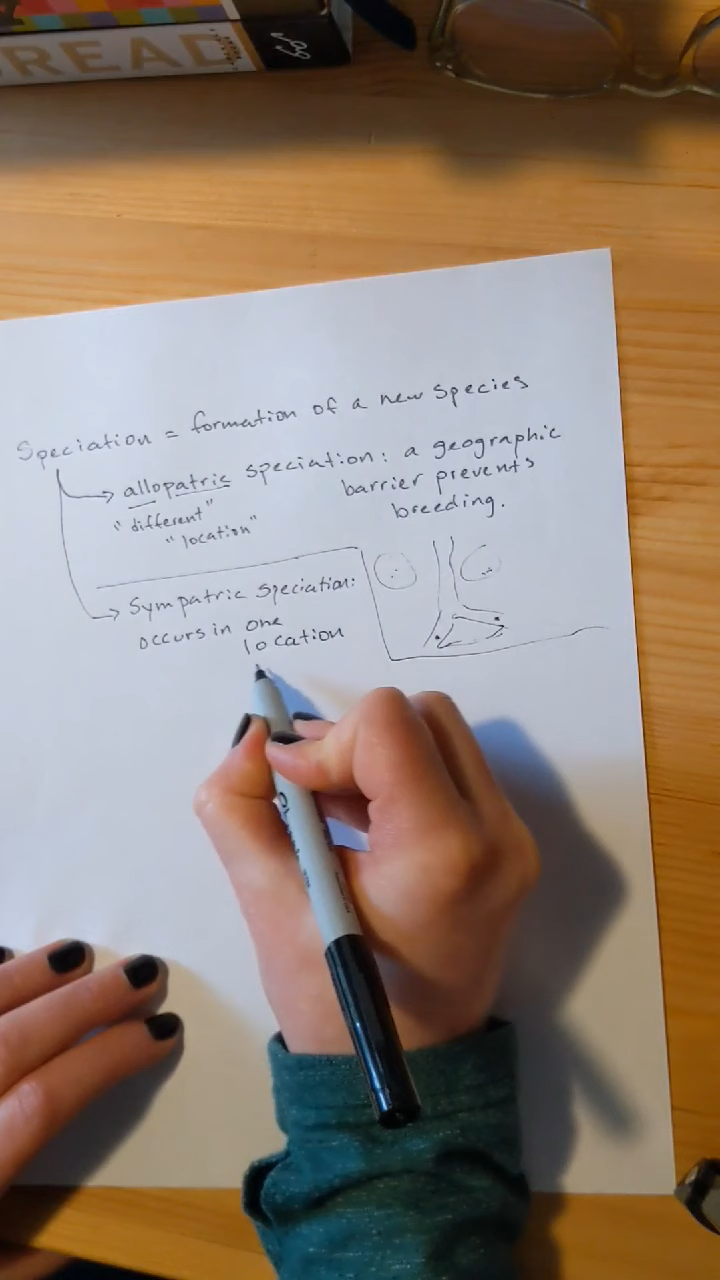 READ
Speciation = formation of a new species
allopatric speciation: a geographic
barrier prevents
breeding.
"different"
"location"
Sympatric Speciation:
occurs in one
location